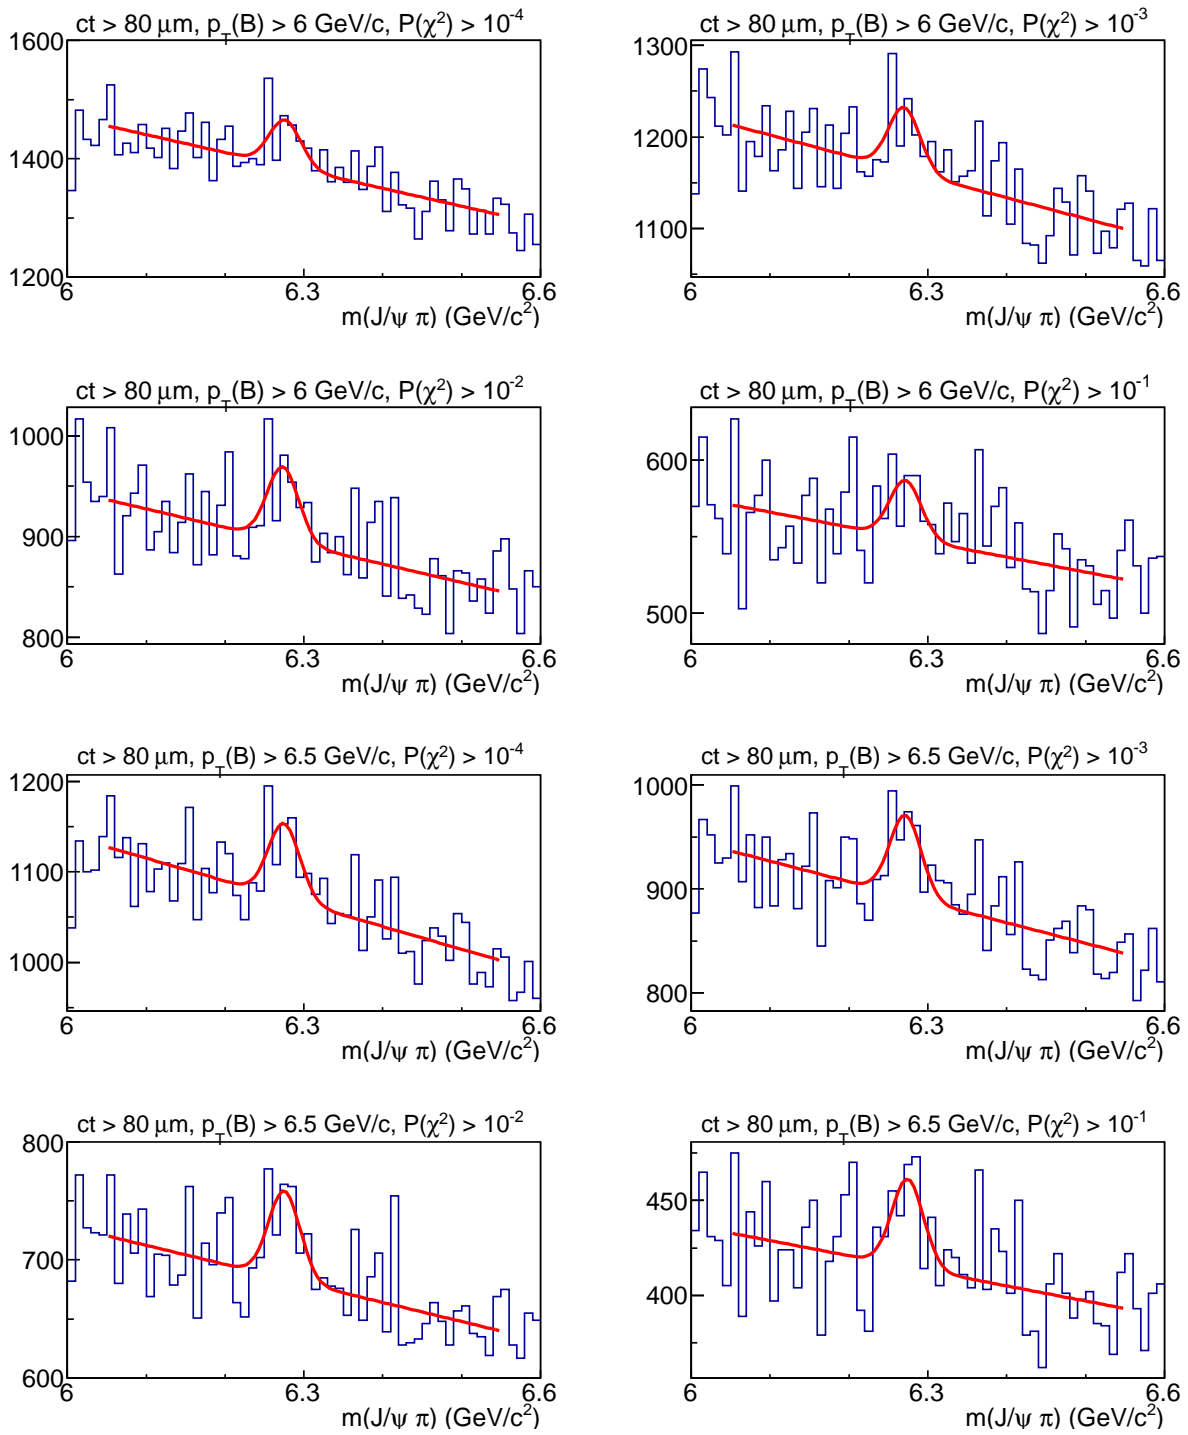 ct > 80 μm, p_T(B) > 6 GeV/c, P(χ²) > 10⁻⁴
1600
1400
1200
6
6.3
6.6
m(J/ψ π) (GeV/c²)
ct > 80 μm, p_T(B) > 6 GeV/c, P(χ²) > 10⁻³
1300
1200
1100
6
6.3
6.6
m(J/ψ π) (GeV/c²)
ct > 80 μm, p_T(B) > 6 GeV/c, P(χ²) > 10⁻²
1000
900
800
6
6.3
6.6
m(J/ψ π) (GeV/c²)
ct > 80 μm, p_T(B) > 6 GeV/c, P(χ²) > 10⁻¹
600
500
6
6.3
6.6
m(J/ψ π) (GeV/c²)
ct > 80 μm, p_T(B) > 6.5 GeV/c, P(χ²) > 10⁻⁴
1200
1100
1000
6
6.3
6.6
m(J/ψ π) (GeV/c²)
ct > 80 μm, p_T(B) > 6.5 GeV/c, P(χ²) > 10⁻³
1000
900
800
6
6.3
6.6
m(J/ψ π) (GeV/c²)
ct > 80 μm, p_T(B) > 6.5 GeV/c, P(χ²) > 10⁻²
800
700
600
6
6.3
6.6
m(J/ψ π) (GeV/c²)
ct > 80 μm, p_T(B) > 6.5 GeV/c, P(χ²) > 10⁻¹
450
400
6
6.3
6.6
m(J/ψ π) (GeV/c²)